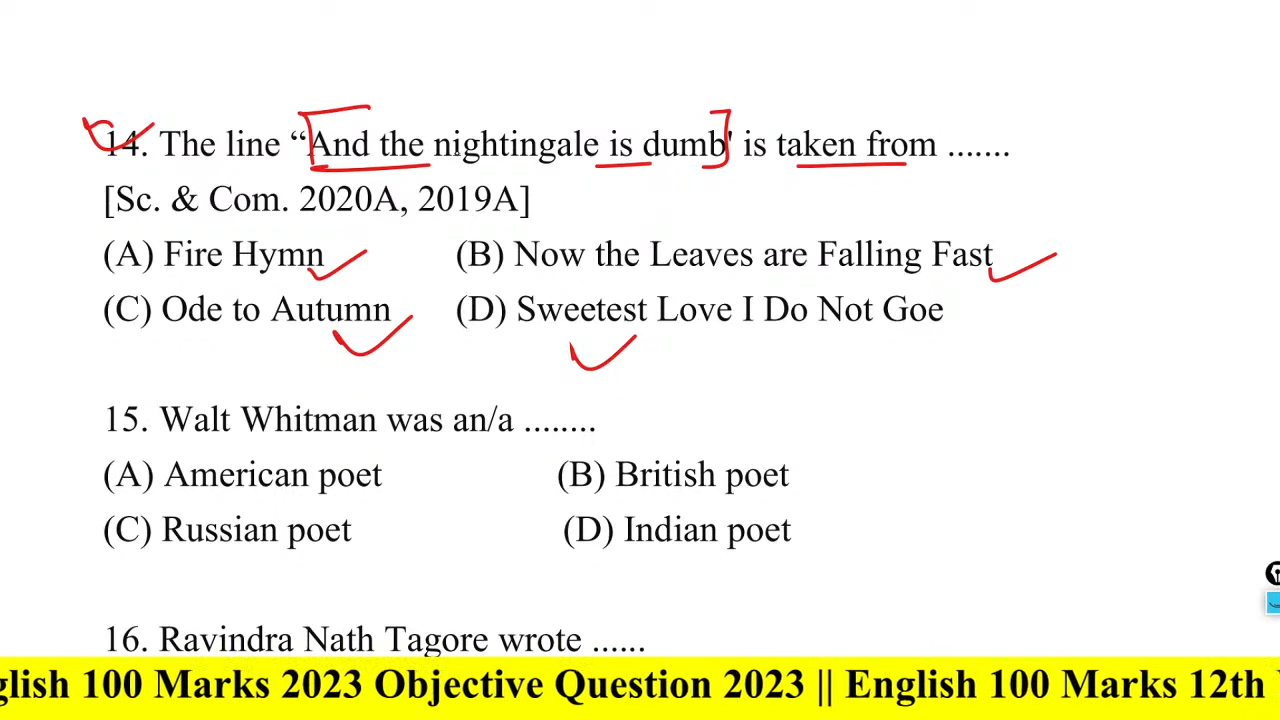 14. The line “And the nightingale is dumb' is taken from .......
[Sc. & Com. 2020A, 2019A]
(A) Fire Hymn (B) Now the Leaves are Falling Fast
(C) Ode to Autumn (D) Sweetest Love I Do Not Goe
15. Walt Whitman was an/a ........
(A) American poet (B) British poet
(C) Russian poet (D) Indian poet
16. Ravindra Nath Tagore wrote ......
glish 100 Marks 2023 Objective Question 2023 || English 100 Marks 12th